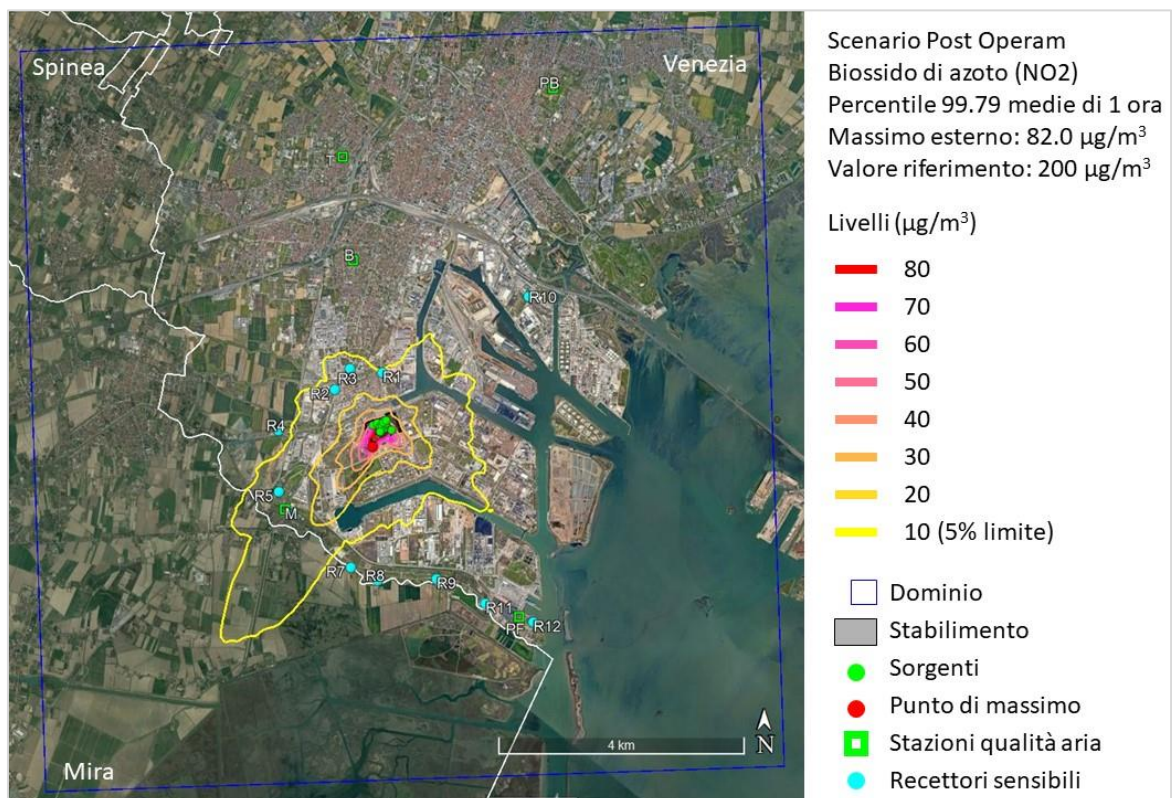 Spinea
Venezia
PB
T
B
R10
R3
R1
R2
R4
R5
M
R7
R8
R9
R11
PF
R12
Mira
4 km
N
Scenario Post Operam
Biossido di azoto (NO2)
Percentile 99.79 medie di 1 ora
Massimo esterno: 82.0 µg/m³
Valore riferimento: 200 µg/m³
Livelli (µg/m³)
80
70
60
50
40
30
20
10 (5% limite)
Dominio
Stabilimento
Sorgenti
Punto di massimo
Stazioni qualità aria
Recettori sensibili